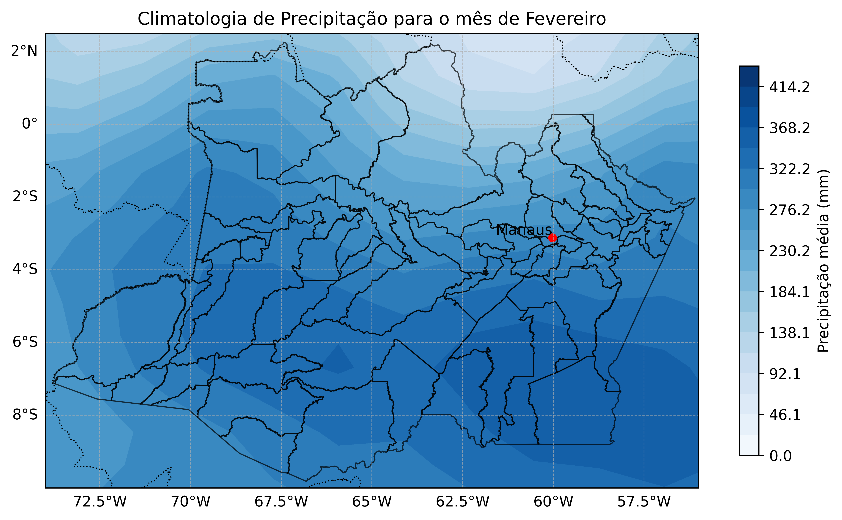 Climatologia de Precipitação para o mês de Fevereiro
2°N
0°
2°S
4°S
6°S
8°S
72.5°W 70°W 67.5°W 65°W 62.5°W 60°W 57.5°W
Manaus
414.2
368.2
322.2
276.2
230.2
184.1
138.1
92.1
46.1
0.0
Precipitação média (mm)